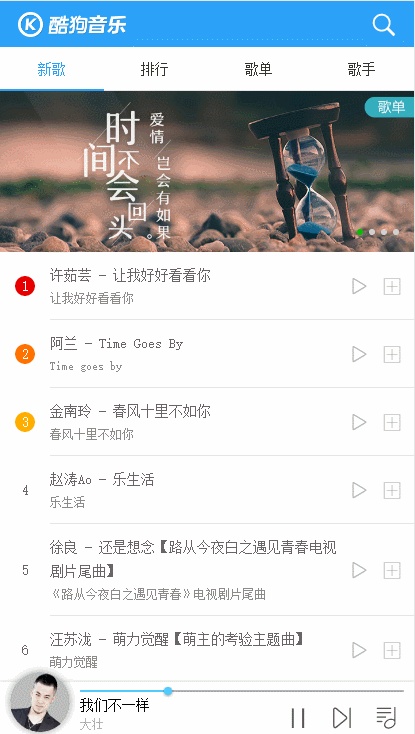 酷狗音乐
新歌 排行 歌单 歌手
歌单
时间不会回头
爱情岂会有如果。
1
许茹芸 - 让我好好看看你
让我好好看看你
2
阿兰 - Time Goes By
Time goes by
3
金南玲 - 春风十里不如你
春风十里不如你
4
赵涛Ao - 乐生活
乐生活
5
徐良 - 还是想念【路从今夜白之遇见青春电视
剧片尾曲】
《路从今夜白之遇见青春》电视剧片尾曲
6
汪苏泷 - 萌力觉醒【萌主的考验主题曲】
萌力觉醒
我们不一样
大壮